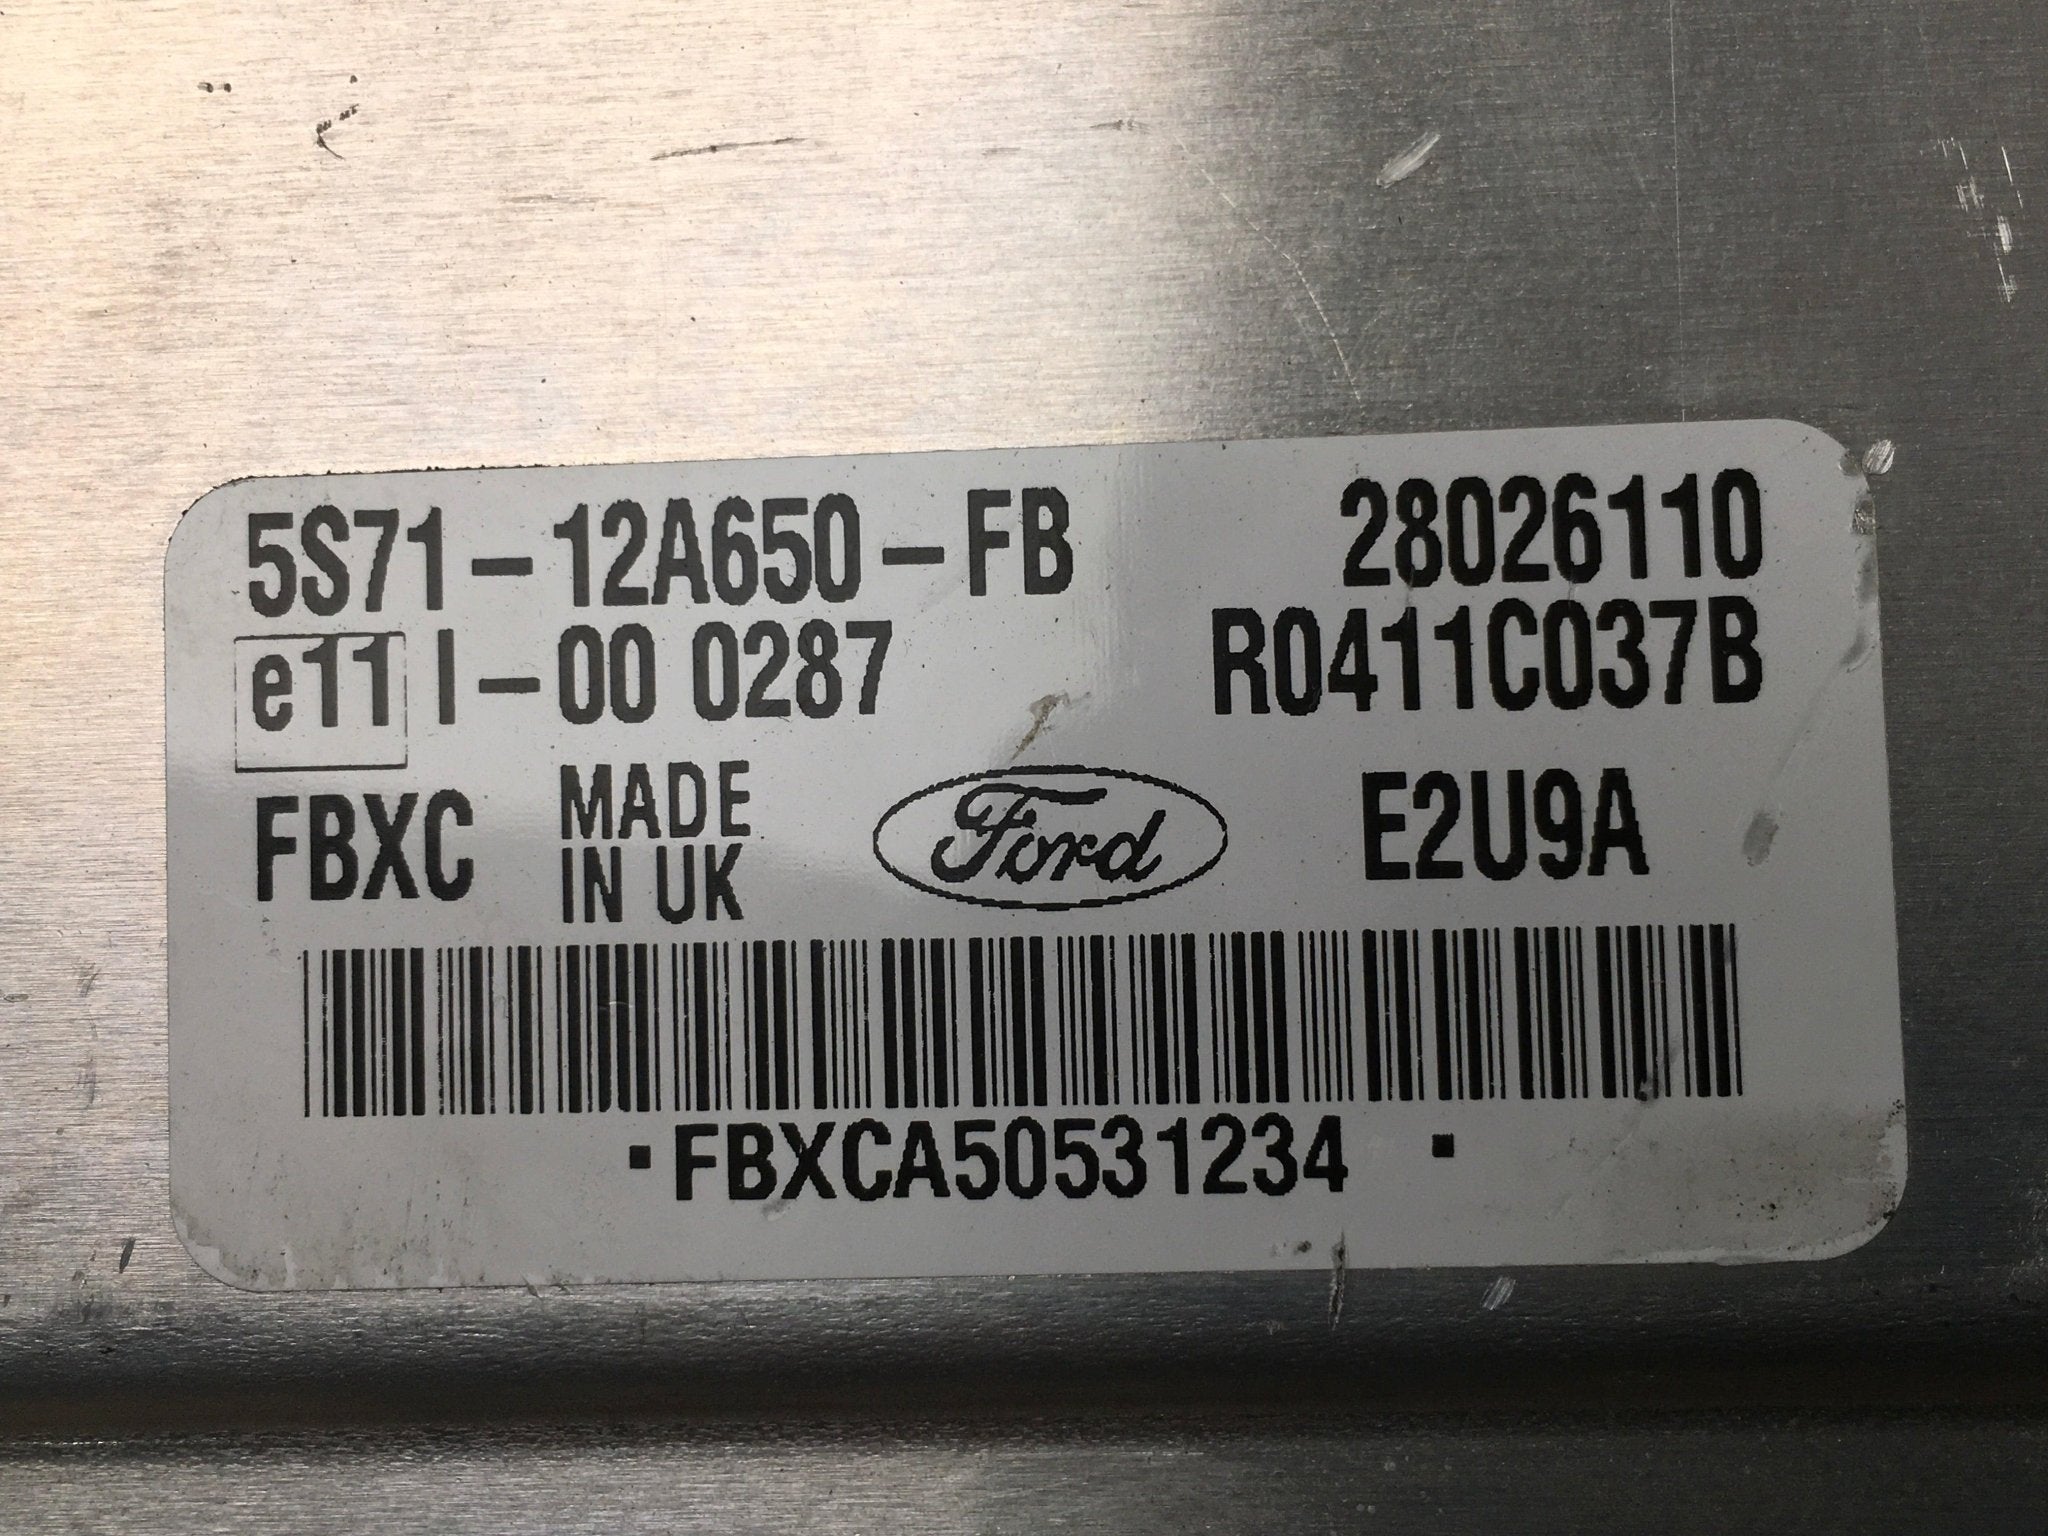 5S71-12A650-FB 28026110
e11 I-00 0287 R0411C037B
FBXC MADE IN UK Ford E2U9A
·FBXCA50531234 ·